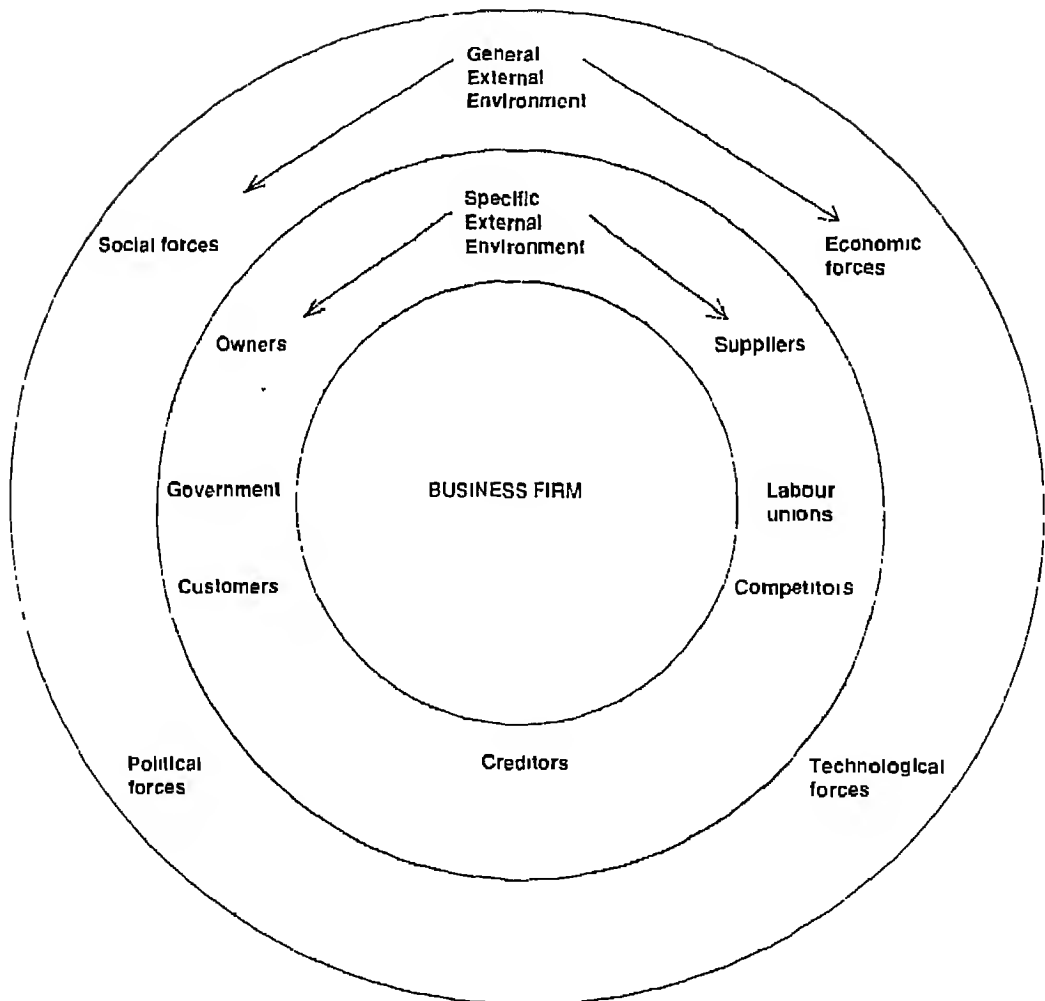 General
External
Environment
Specific
External
Environment
Social forces
Economic
forces
Owners
Suppliers
Government
BUSINESS FIRM
Labour
unions
Customers
Competitors
Political
forces
Creditors
Technological
forces